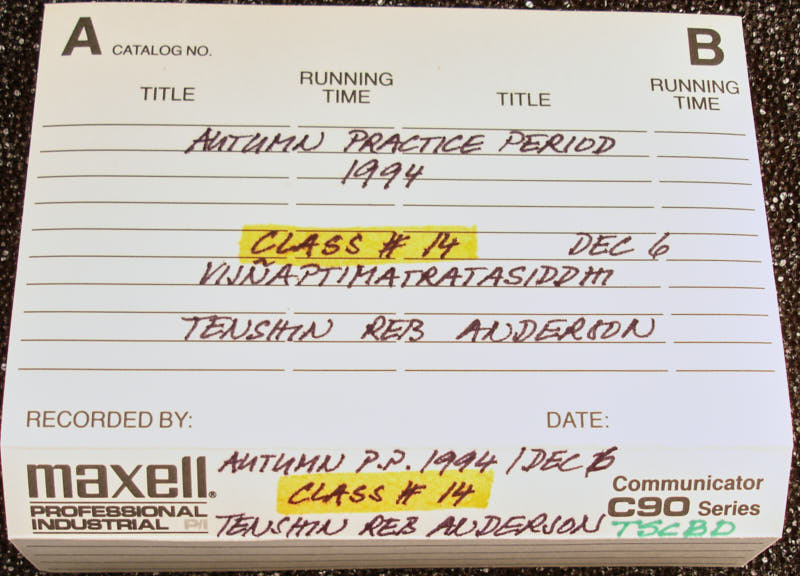 A CATALOG NO. B
TITLE RUNNING TIME TITLE RUNNING TIME
AUTUMN PRACTICE PERIOD
1994
CLASS # 14 DEC 6
VIJÑAPTIMATRATASIDDHI
TENSHIN REB ANDERSON
RECORDED BY: DATE:
AUTUMN P.P. 1994 / DEC 6
maxell® CLASS # 14 Communicator
PROFESSIONAL C90 Series
INDUSTRIAL P/I TENSHIN REB ANDERSON TSCBD